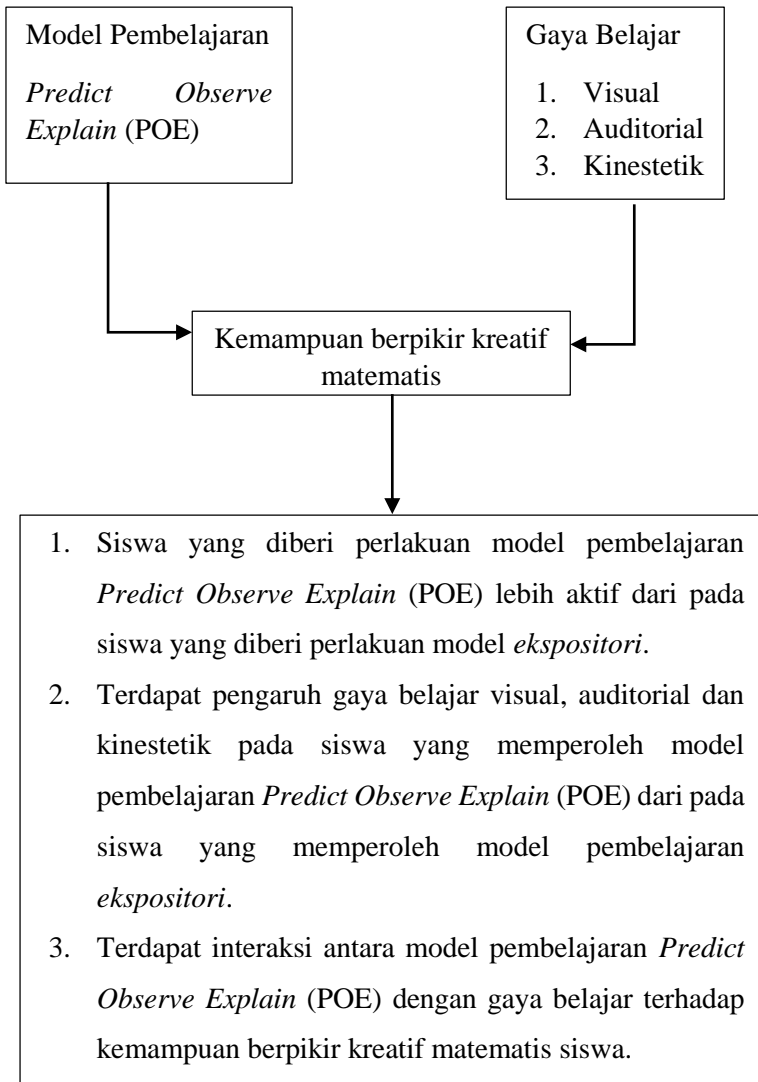 Model Pembelajaran
Predict Observe
Explain (POE)
Gaya Belajar
1. Visual
2. Auditorial
3. Kinestetik
Kemampuan berpikir kreatif
matematis
1. Siswa yang diberi perlakuan model pembelajaran
Predict Observe Explain (POE) lebih aktif dari pada
siswa yang diberi perlakuan model ekspositori.
2. Terdapat pengaruh gaya belajar visual, auditorial dan
kinestetik pada siswa yang memperoleh model
pembelajaran Predict Observe Explain (POE) dari pada
siswa yang memperoleh model pembelajaran
ekspositori.
3. Terdapat interaksi antara model pembelajaran Predict
Observe Explain (POE) dengan gaya belajar terhadap
kemampuan berpikir kreatif matematis siswa.